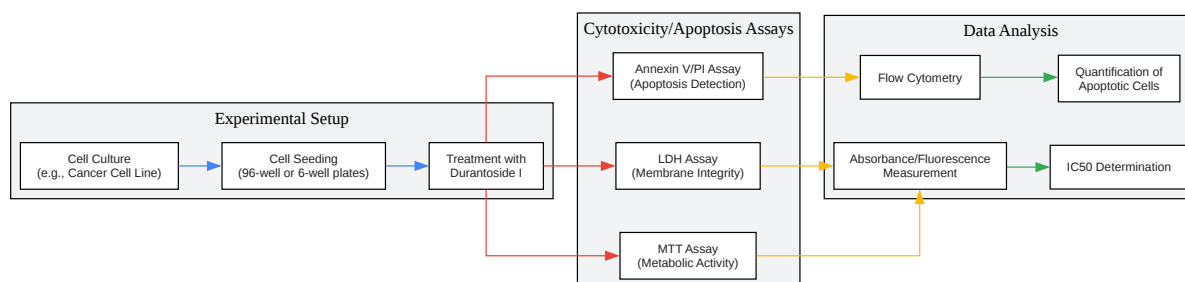 Experimental Setup
Cell Culture
(e.g., Cancer Cell Line)
Cell Seeding
(96-well or 6-well plates)
Treatment with
Durantoside I
Cytotoxicity/Apoptosis Assays
Annexin V/PI Assay
(Apoptosis Detection)
LDH Assay
(Membrane Integrity)
MTT Assay
(Metabolic Activity)
Data Analysis
Flow Cytometry
Quantification of
Apoptotic Cells
Absorbance/Fluorescence
Measurement
IC50 Determination